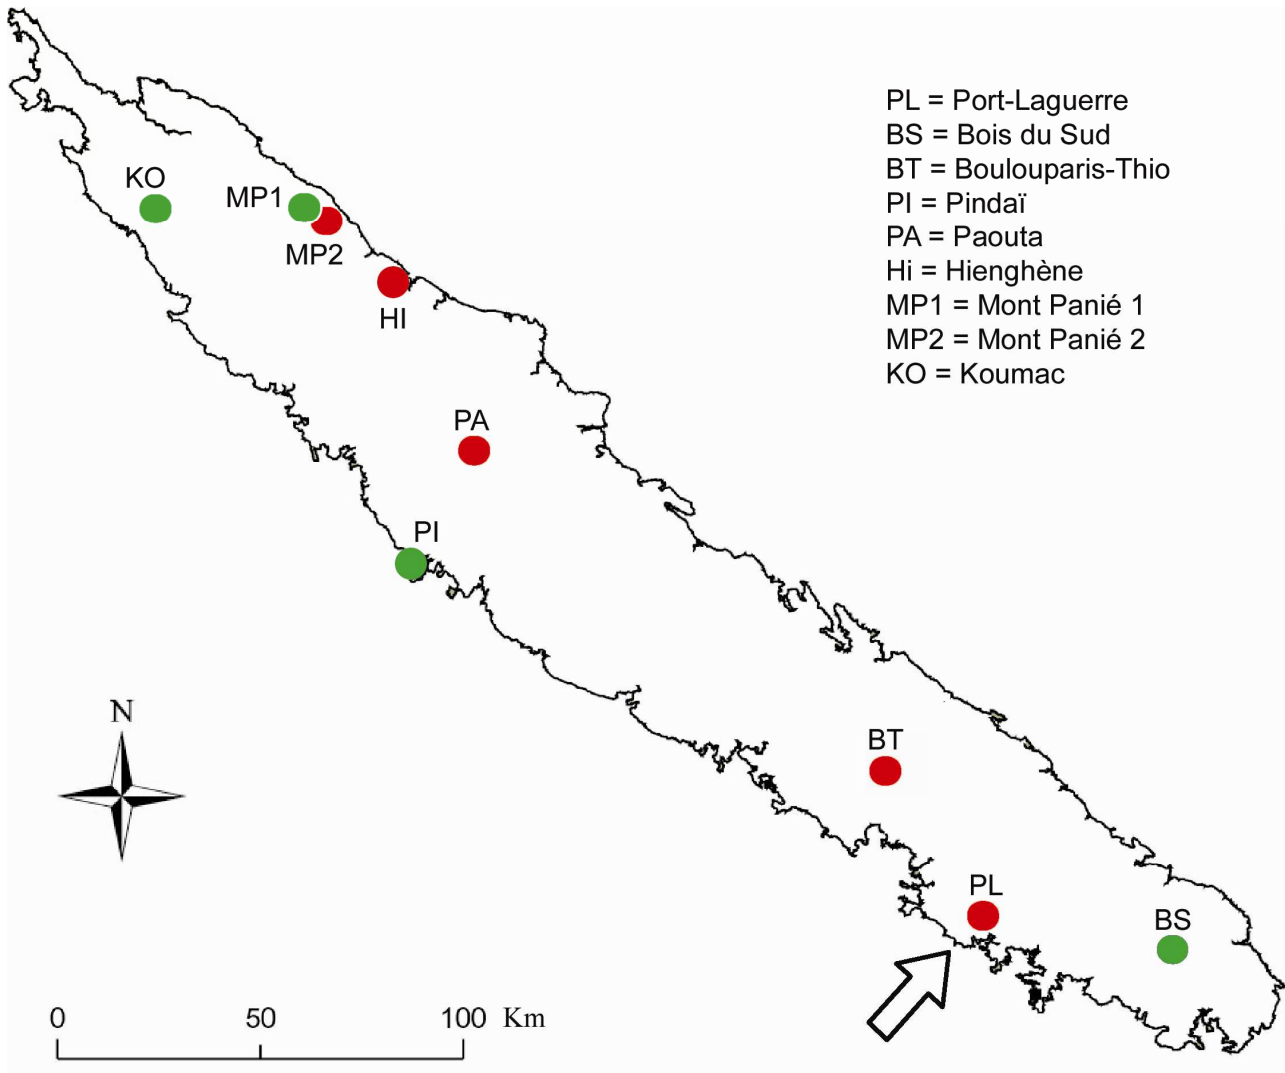 PL = Port-Laguerre
BS = Bois du Sud
BT = Boulouparis-Thio
PI = Pindaï
PA = Paouta
Hi = Hienghène
MP1 = Mont Panié 1
MP2 = Mont Panié 2
KO = Koumac
KO
MP1
MP2
HI
PA
PI
N
BT
PL
BS
0 50 100 Km